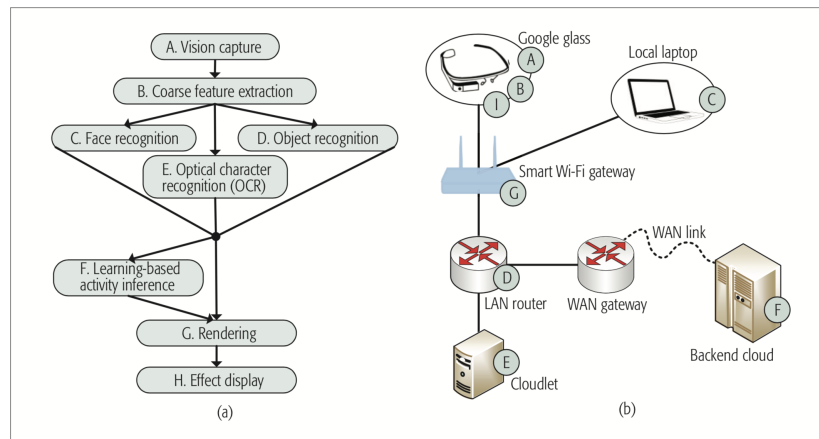 A. Vision capture
B. Coarse feature extraction
C. Face recognition
D. Object recognition
E. Optical character
recognition (OCR)
F. Learning-based
activity inference
G. Rendering
H. Effect display
(a)
Google glass
A
B
I
Local laptop
C
Smart Wi-Fi gateway
G
WAN link
D
LAN router
WAN gateway
F
Backend cloud
E
Cloudlet
(b)